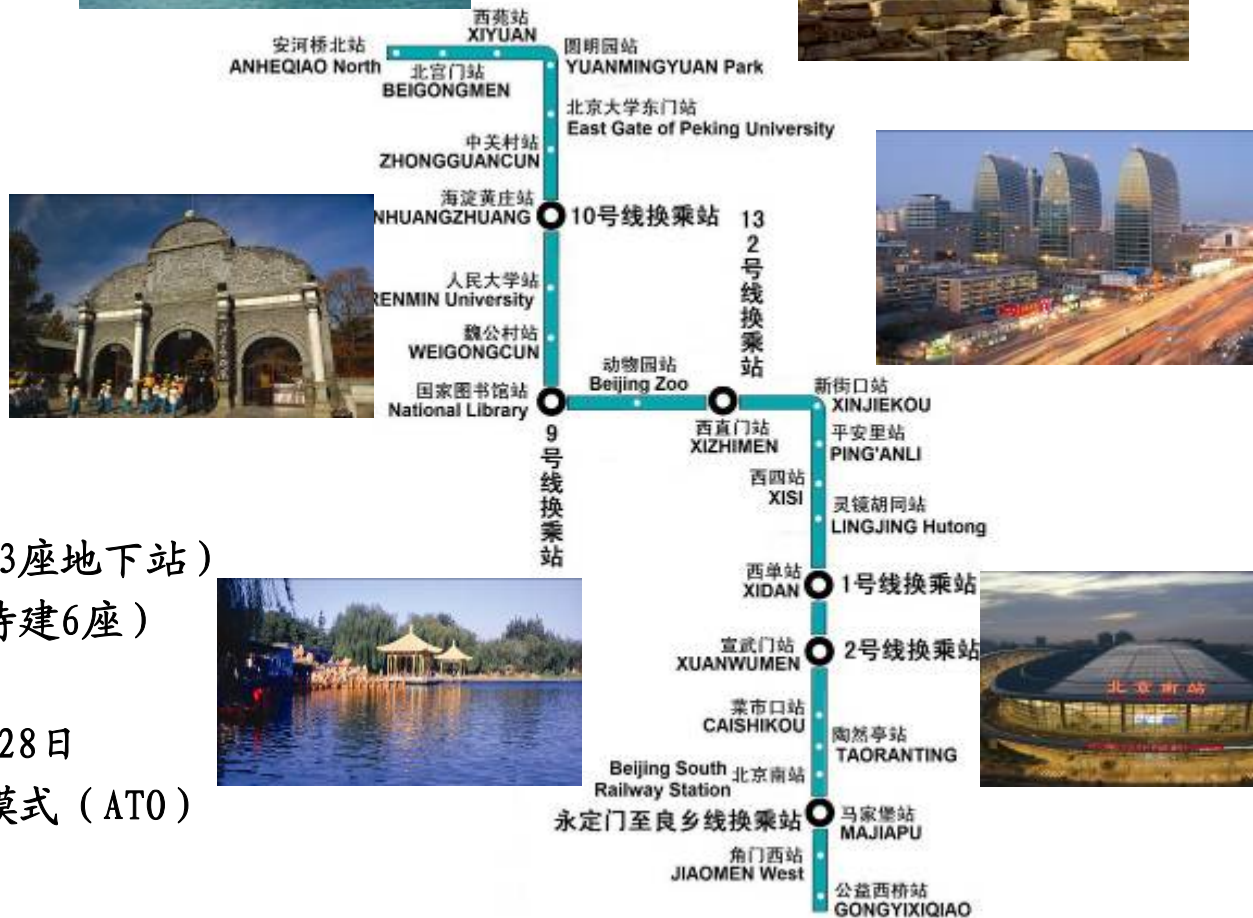 西苑站
XIYUAN
安河桥北站
ANHEQIAO North
北宫门站
BEIGONGMEN
圆明园站
YUANMINGYUAN Park
北京大学东门站
East Gate of Peking University
中关村站
ZHONGGUANCUN
海淀黄庄站
NHUANGZHUANG
10号线换乘站
13
2号线换乘站
人民大学站
RENMIN University
魏公村站
WEIGONGCUN
国家图书馆站
National Library
9号线换乘站
动物园站
Beijing Zoo
西直门站
XIZHIMEN
新街口站
XINJIEKOU
平安里站
PING'ANLI
西四站
XISI
灵镜胡同站
LINGJING Hutong
西单站
XIDAN
1号线换乘站
宣武门站
XUANWUMEN
2号线换乘站
菜市口站
CAISHIKOU
陶然亭站
TAORANTING
Beijing South
Railway Station
北京南站
永定门至良乡线换乘站
马家堡站
MAJIAPU
角门西站
JIAOMEN West
公益西桥站
GONGYIXIQIAO
3座地下站）
待建6座）
28日
模式（ATO）
北京南站